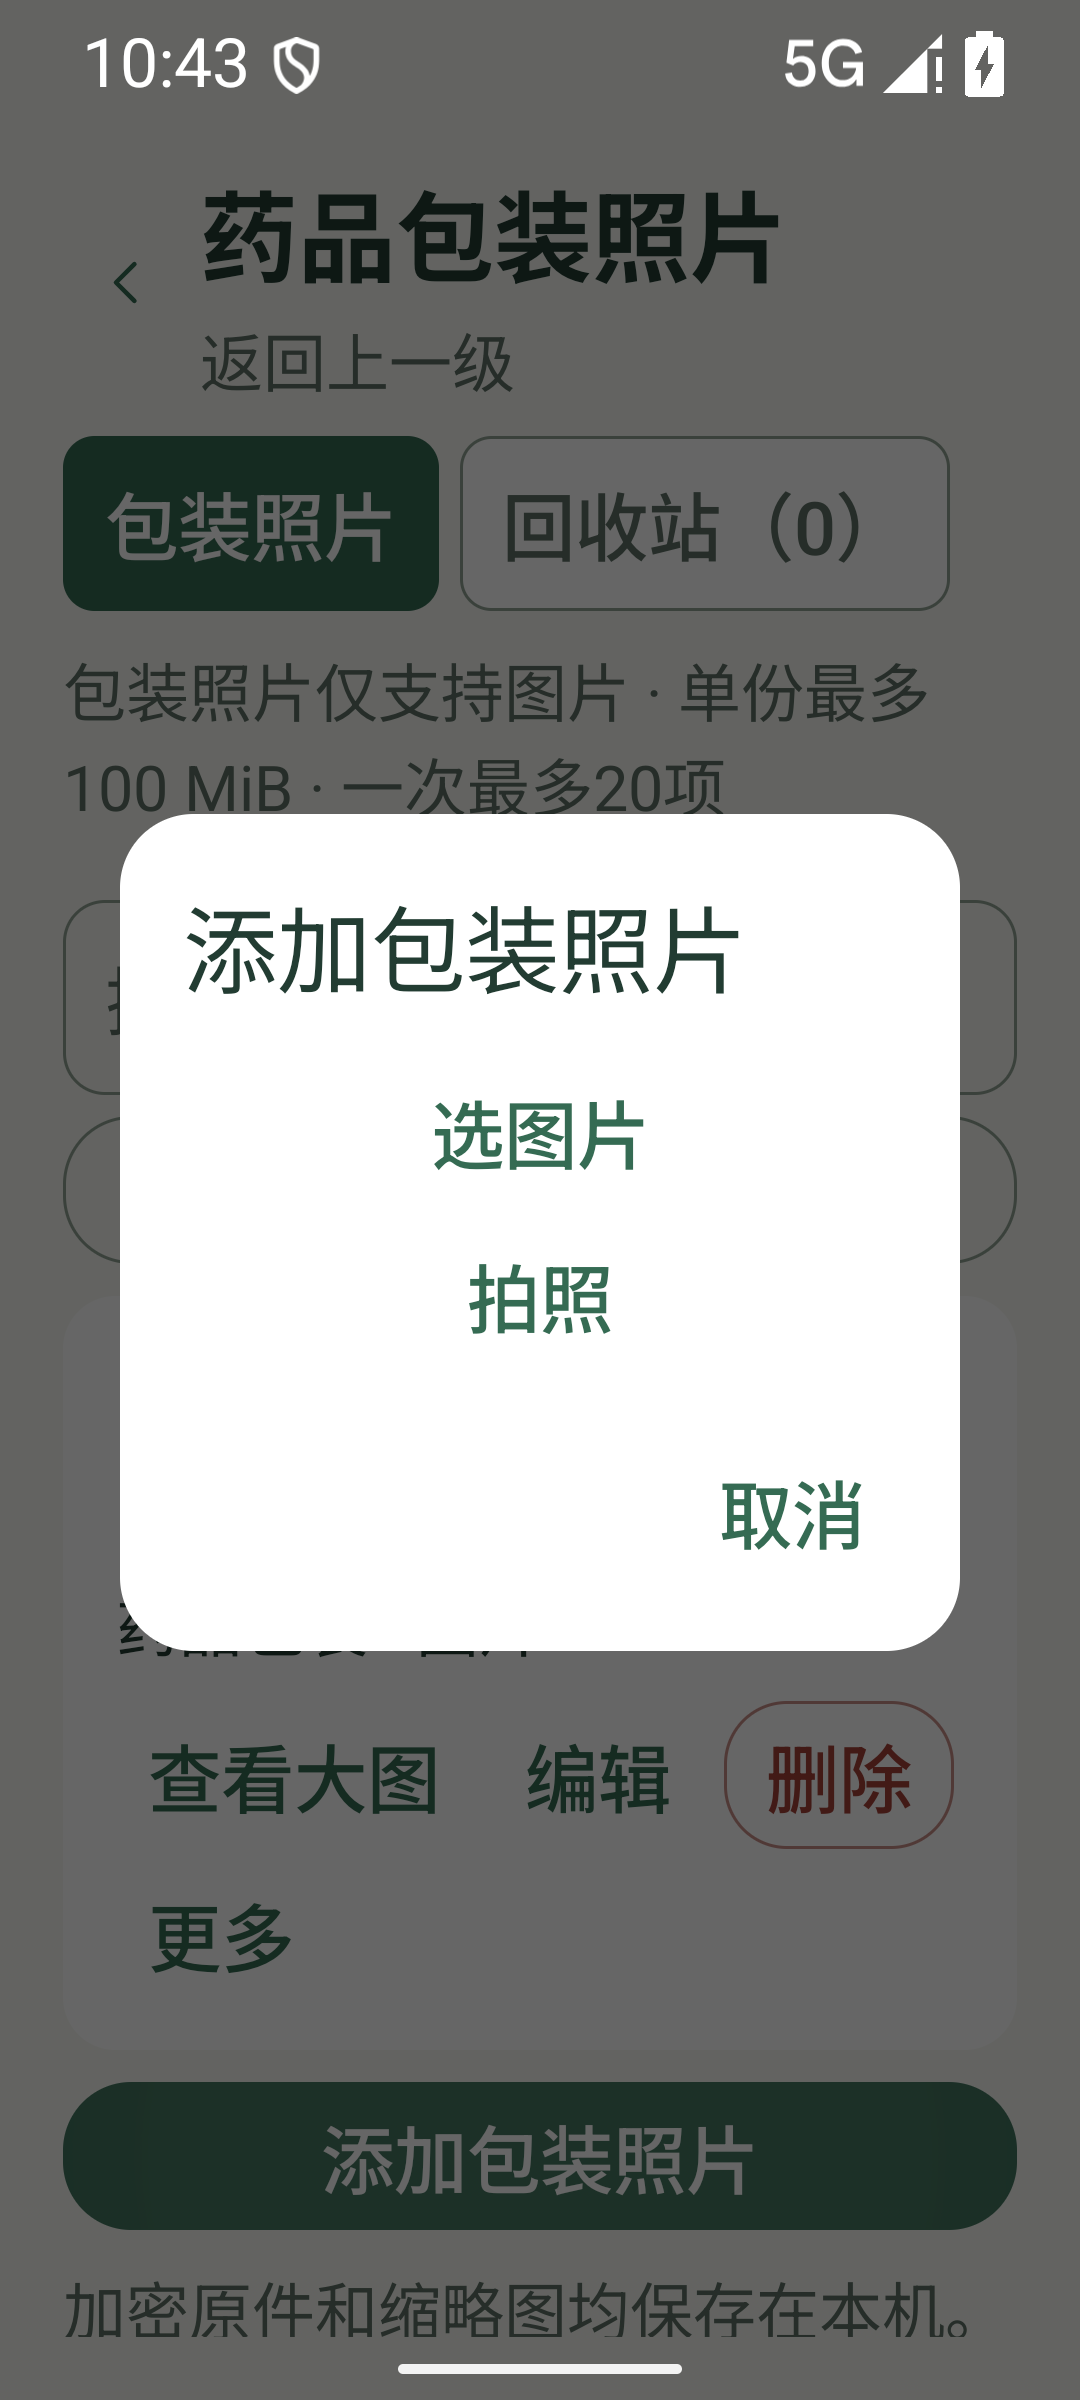 10:43
5G
药品包装照片
返回上一级
包装照片
回收站（0）
包装照片仅支持图片 · 单份最多
100 MiB · 一次最多20项
添加包装照片
选图片
拍照
取消
查看大图
编辑
删除
更多
添加包装照片
加密原件和缩略图均保存在本机。